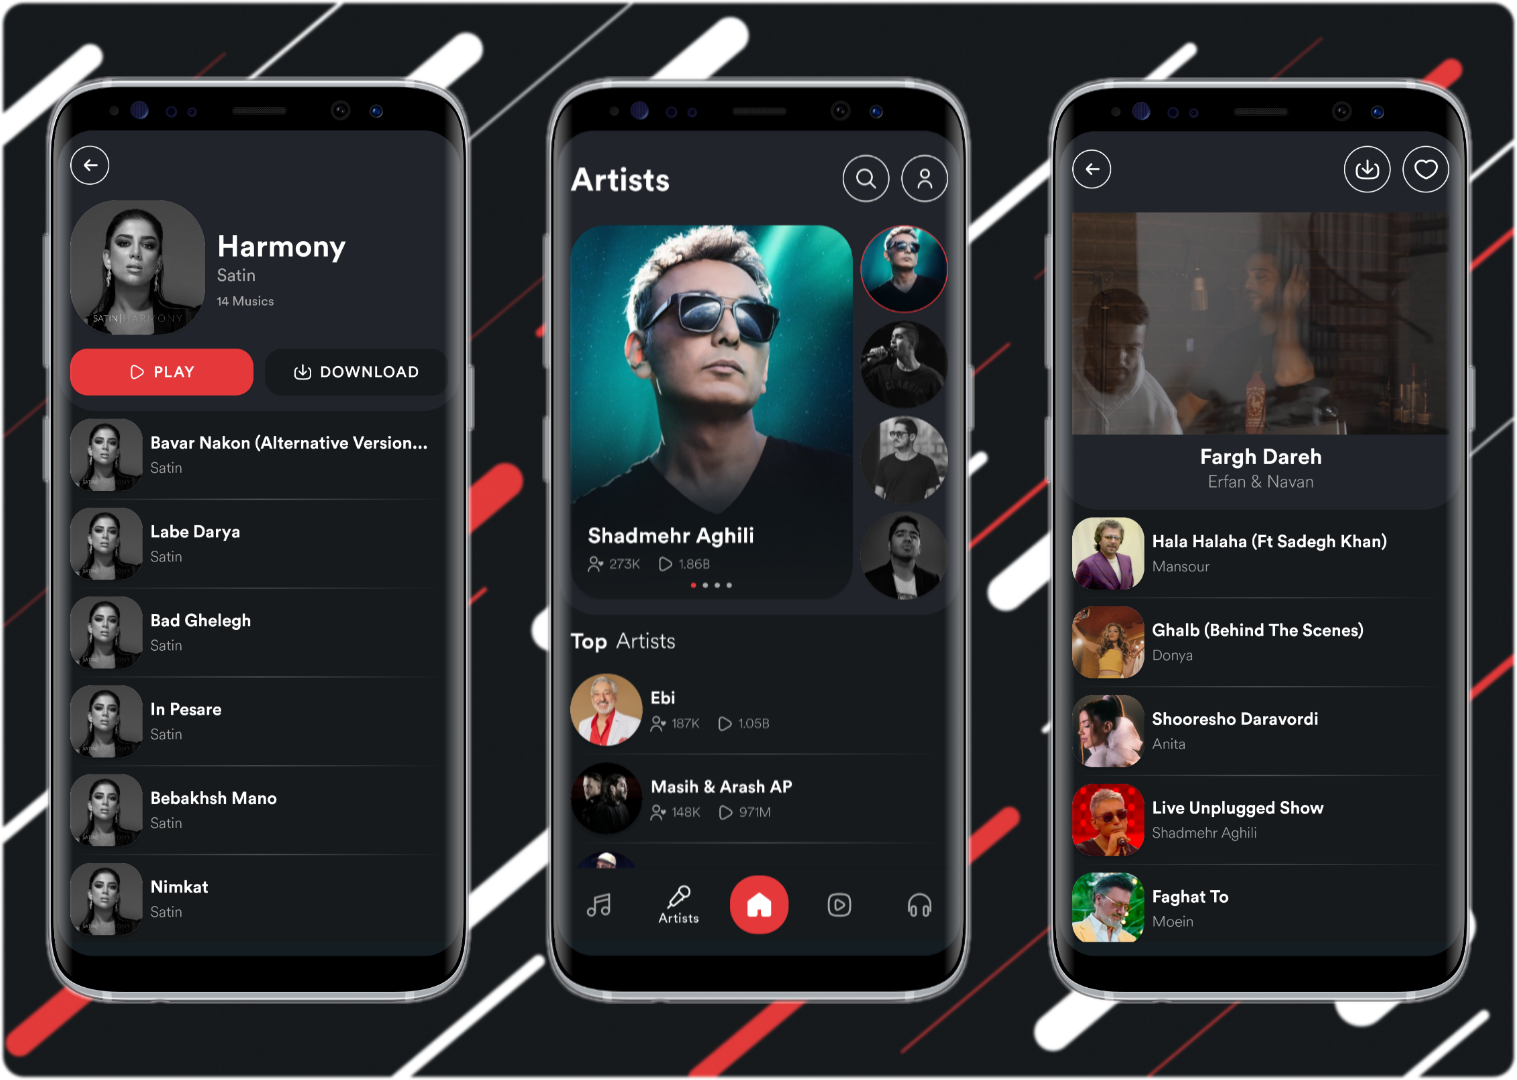 Harmony
Satin
14 Musics
SATIN|HARMONY
PLAY
DOWNLOAD
Bavar Nakon (Alternative Version...
Satin
Labe Darya
Satin
Bad Ghelegh
Satin
In Pesare
Satin
Bebakhsh Mano
Satin
Nimkat
Satin
Artists
Shadmehr Aghili
273K 1.86B
Top Artists
Ebi
187K 1.05B
Masih & Arash AP
148K 971M
Artists
Fargh Dareh
Erfan & Navan
Hala Halaha (Ft Sadegh Khan)
Mansour
Ghalb (Behind The Scenes)
Donya
Shooresho Daravordi
Anita
Live Unplugged Show
Shadmehr Aghili
Faghat To
Moein